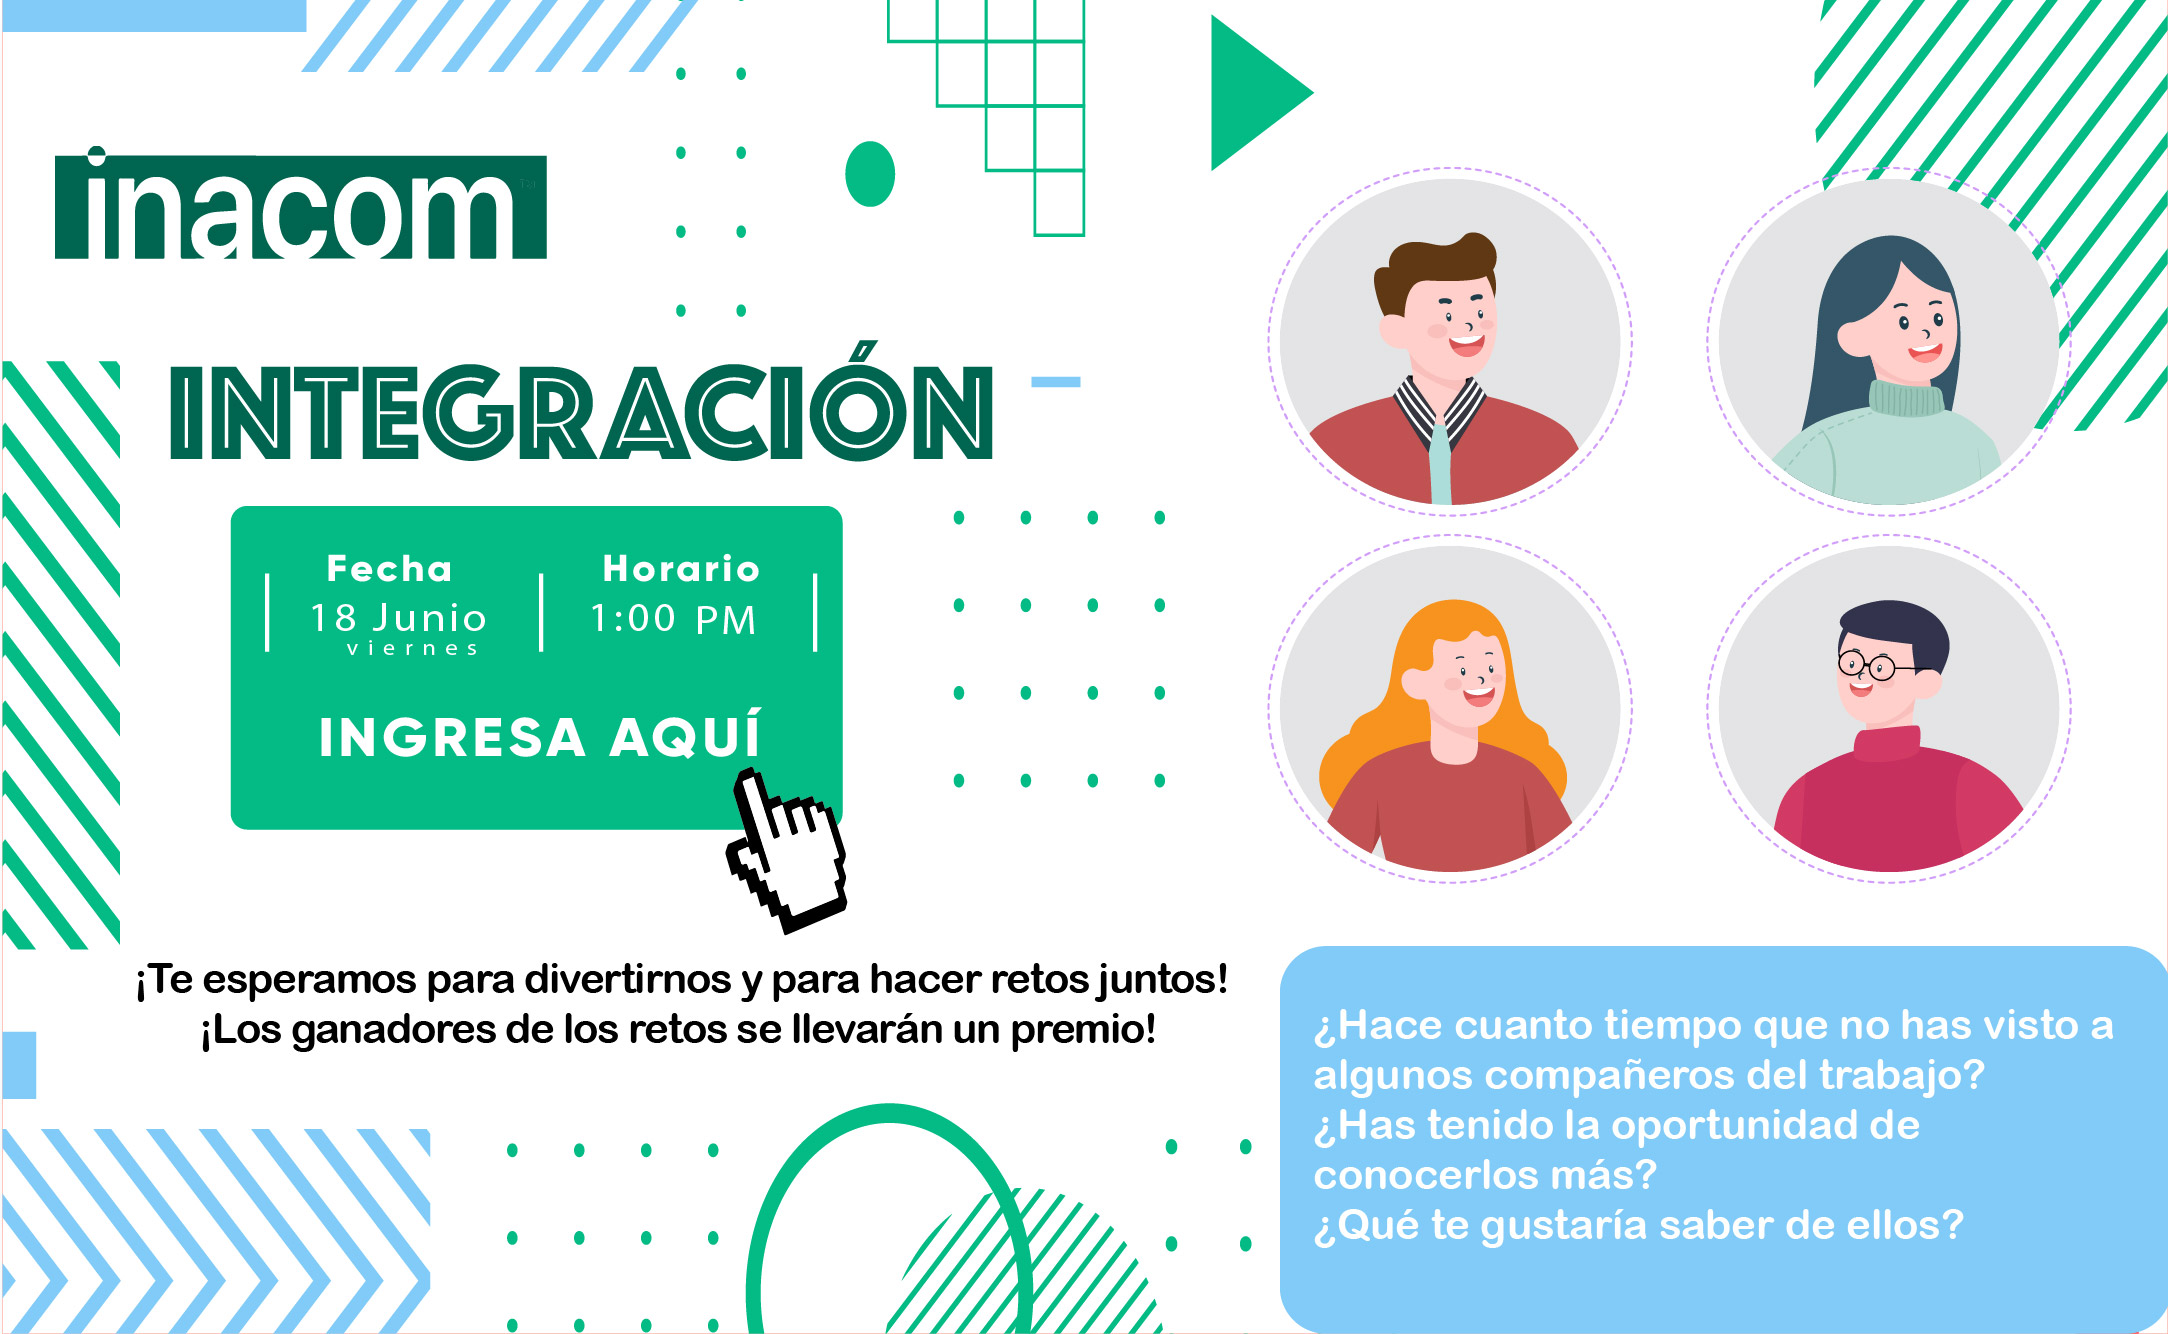 inacom
INTEGRACIÓN
Fecha
18 Junio
viernes
Horario
1:00 PM
INGRESA AQUÍ
¡Te esperamos para divertirnos y para hacer retos juntos!
¡Los ganadores de los retos se llevarán un premio!
¿Hace cuanto tiempo que no has visto a
algunos compañeros del trabajo?
¿Has tenido la oportunidad de
conocerlos más?
¿Qué te gustaría saber de ellos?